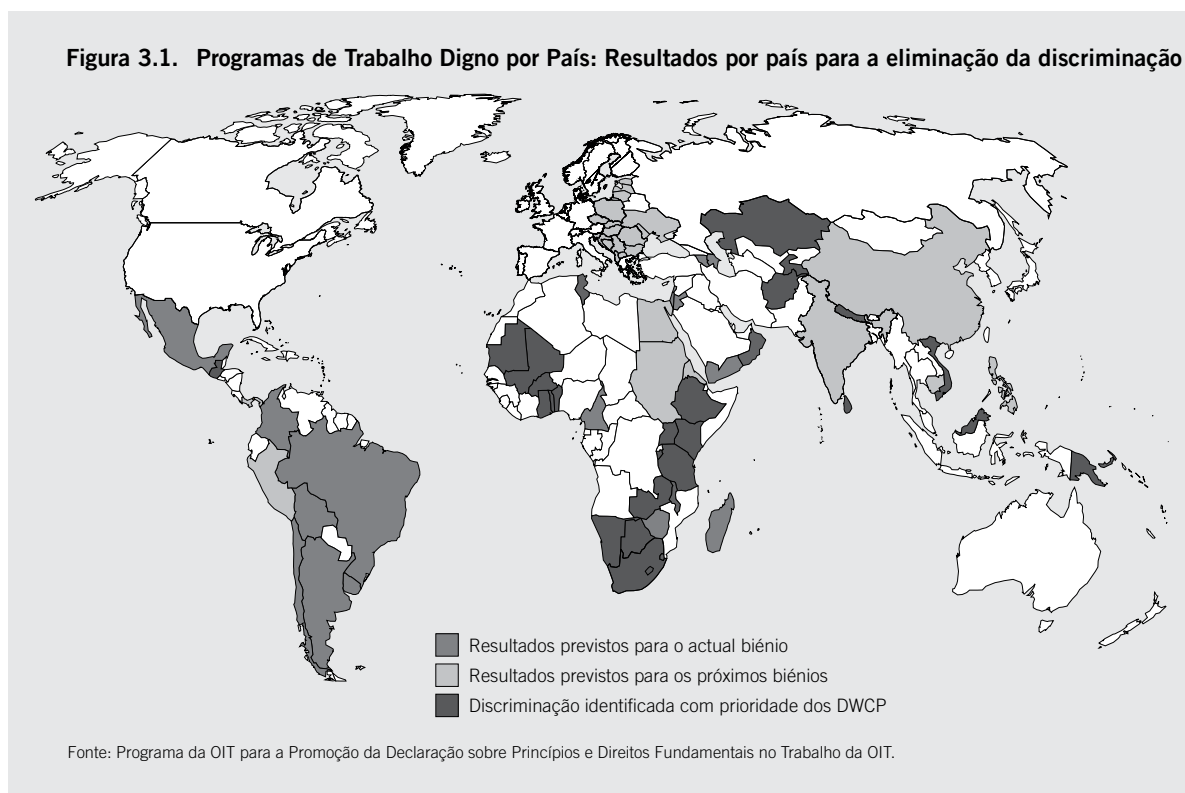 Figura 3.1. Programas de Trabalho Digno por País: Resultados por país para a eliminação da discriminação
Resultados previstos para o actual biénio
Resultados previstos para os próximos biénios
Discriminação identificada com prioridade dos DWCP
Fonte: Programa da OIT para a Promoção da Declaração sobre Princípios e Direitos Fundamentais no Trabalho da OIT.